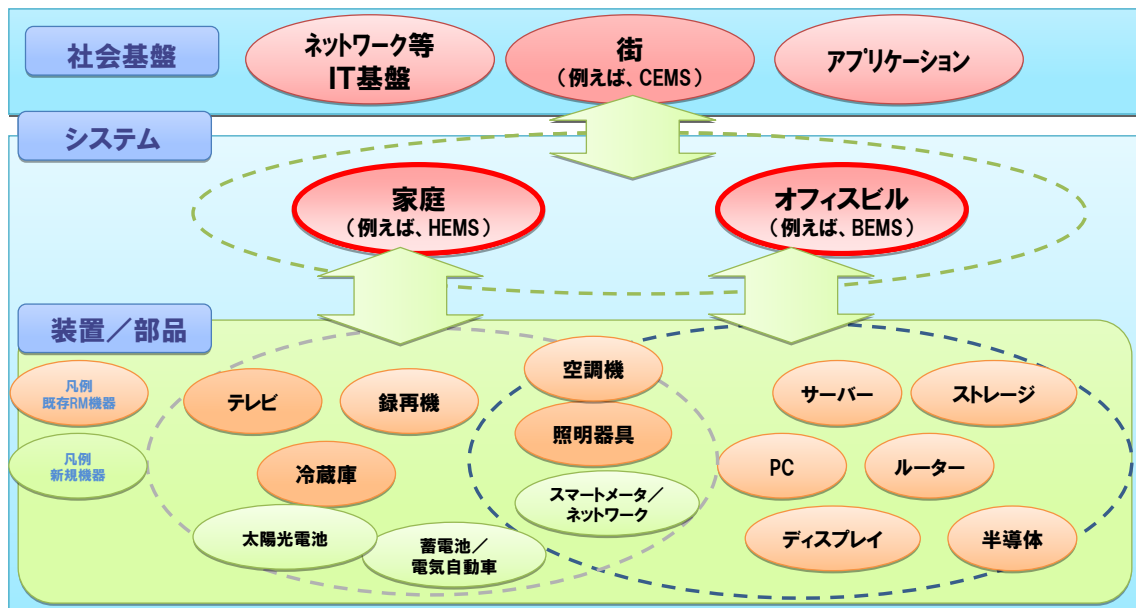 社会基盤
ネットワーク等
IT基盤
街
（例えば、CEMS）
アプリケーション
システム
家庭
（例えば、HEMS）
オフィスビル
（例えば、BEMS）
装置／部品
凡例
既存RM機器
凡例
新規機器
テレビ
録再機
冷蔵庫
太陽光電池
蓄電池／
電気自動車
空調機
照明器具
スマートメータ／
ネットワーク
サーバー
ストレージ
PC
ルーター
ディスプレイ
半導体